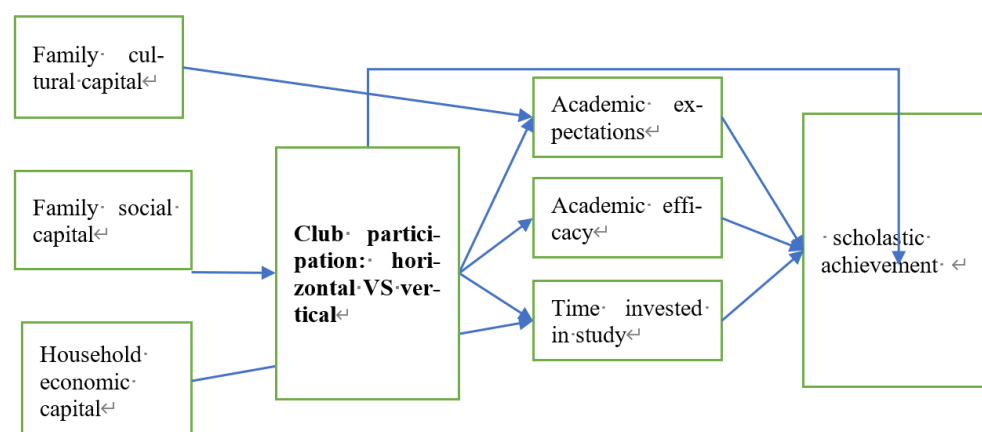 Family cul-
tural capital
Family social
capital
Household
economic
capital
Club partici-
pation: hori-
zontal VS ver-
tical
Academic ex-
pectations
Academic effi-
cacy
Time invested
in study
scholastic
achievement